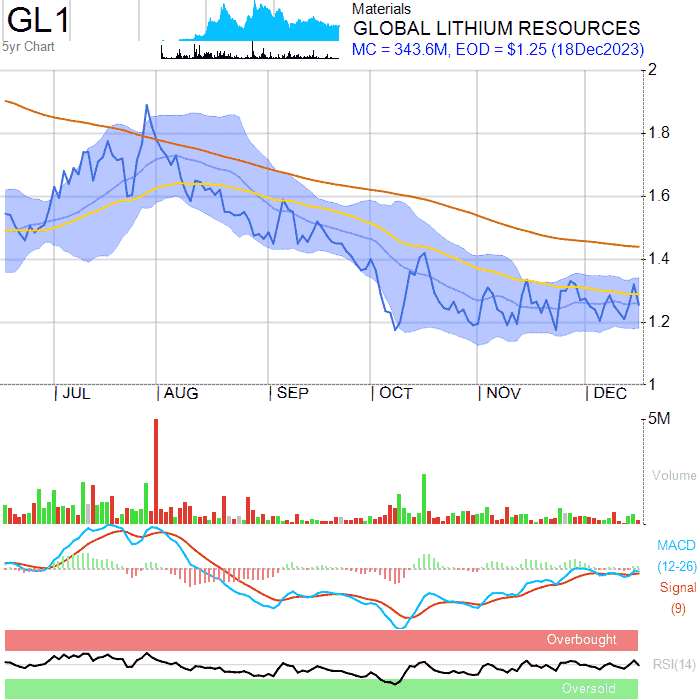 GL1
5yr Chart
Materials
GLOBAL LITHIUM RESOURCES
MC = 343.6M, EOD = $1.25 (18Dec2023)
2
1.8
1.6
1.4
1.2
1
JUL AUG SEP OCT NOV DEC
5M
Volume
MACD
(12-26)
Signal
(9)
Overbought
RSI(14)
Oversold